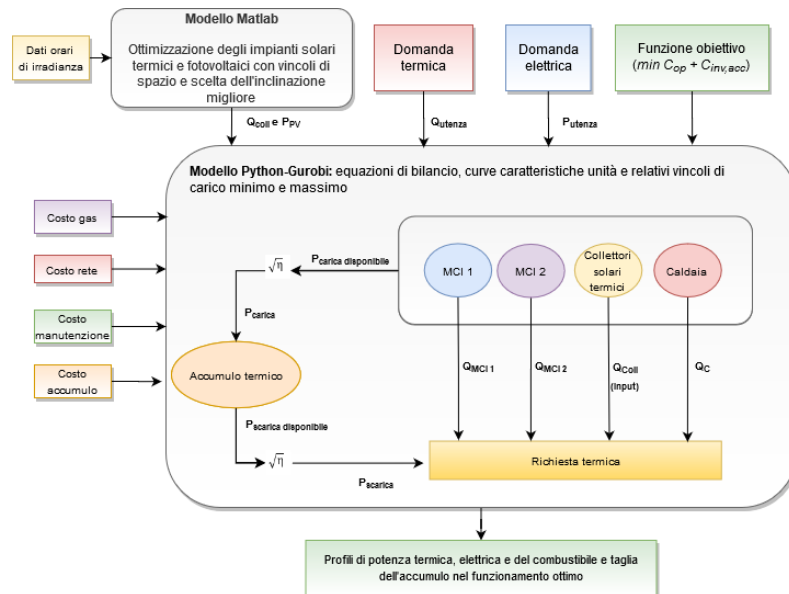 Modello Matlab
Dati orari
di irradianza
Ottimizzazione degli impianti solari
termici e fotovoltaici con vincoli di
spazio e scelta dell'inclinazione
migliore
Domanda
termica
Domanda
elettrica
Funzione obiettivo
(min Cop + Cinv,acc)
Qcoll e PPV
Qutenza
Putenza
Modello Python-Gurobi: equazioni di bilancio, curve caratteristiche unità e relativi vincoli di
carico minimo e massimo
Costo gas
Costo rete
Costo
manutenzione
Costo
accumulo
√η
Pcarica disponibile
MCI 1
MCI 2
Collettori
solari
termici
Caldaia
Pcarica
Accumulo termico
QMCI 1
QMCI 2
QColl
(input)
QC
Pscarica disponibile
√η
Pscarica
Richiesta termica
Profili di potenza termica, elettrica e del combustibile e taglia
dell'accumulo nel funzionamento ottimo